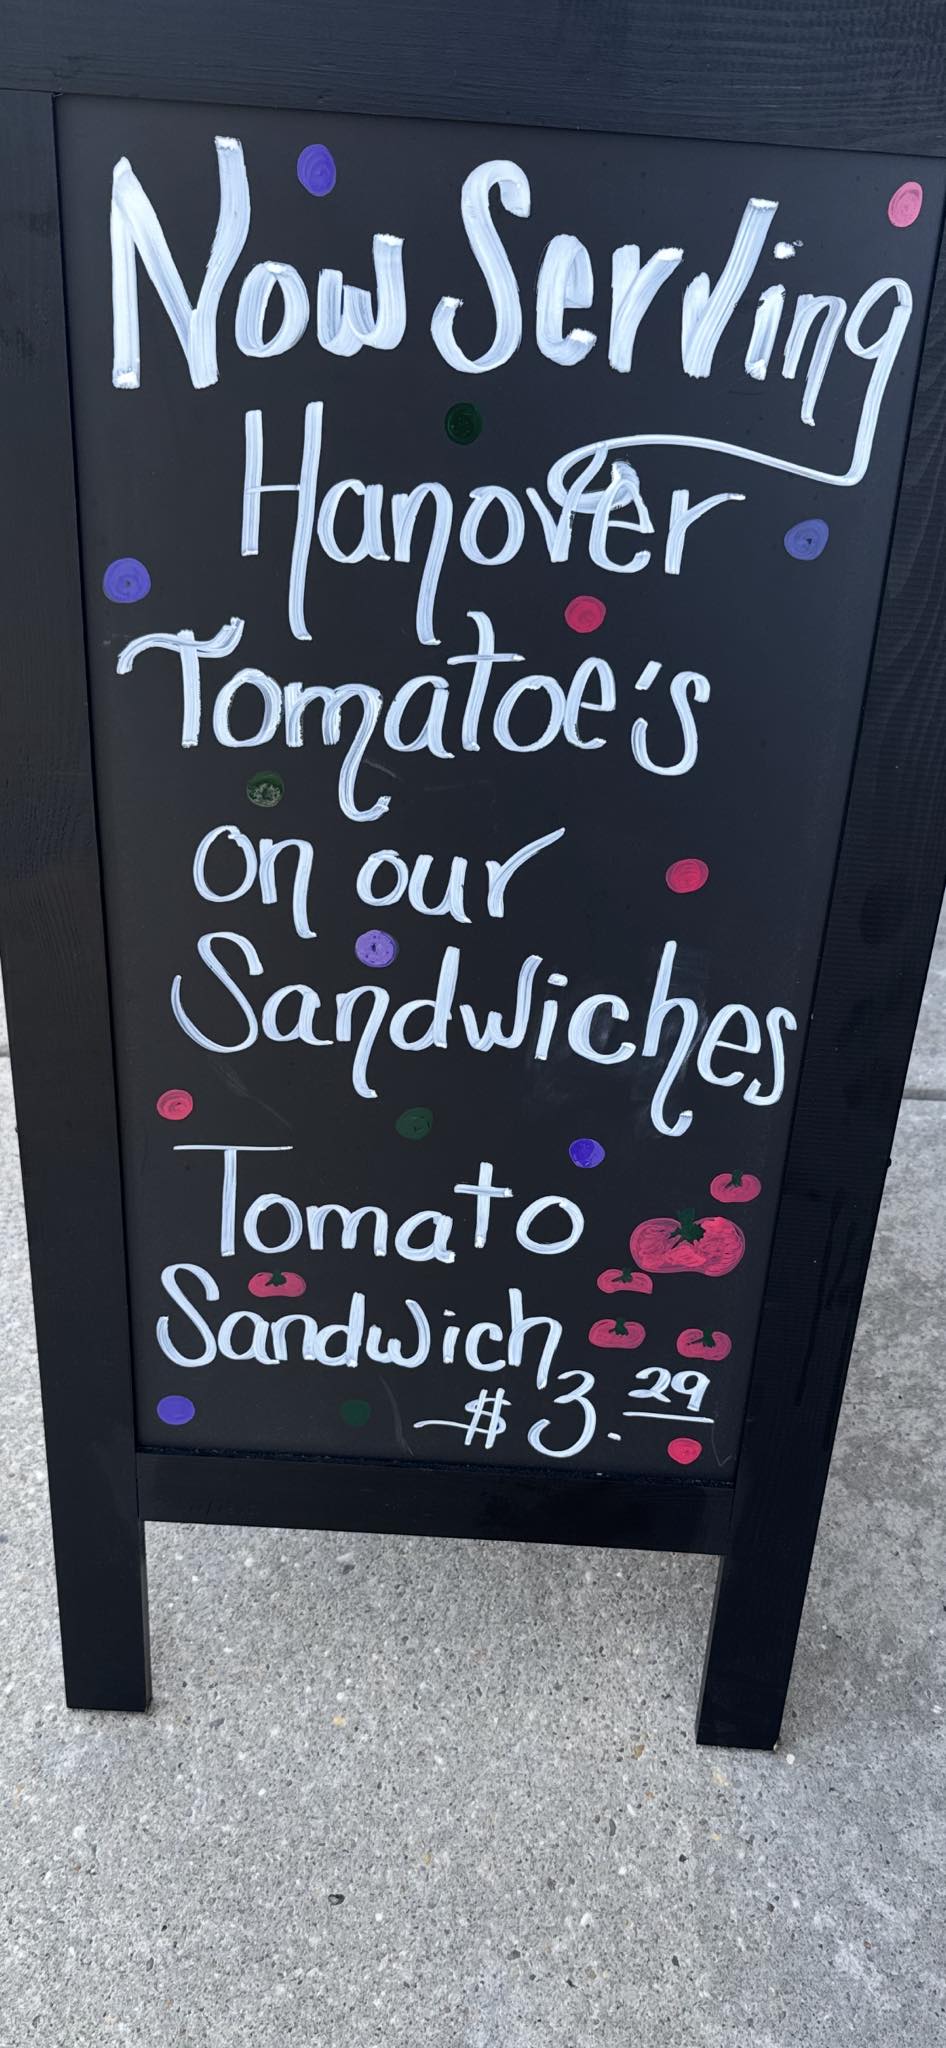 Now Serving
Hanover
Tomatoe's
on our
Sandwiches
Tomato
Sandwich
$3.29